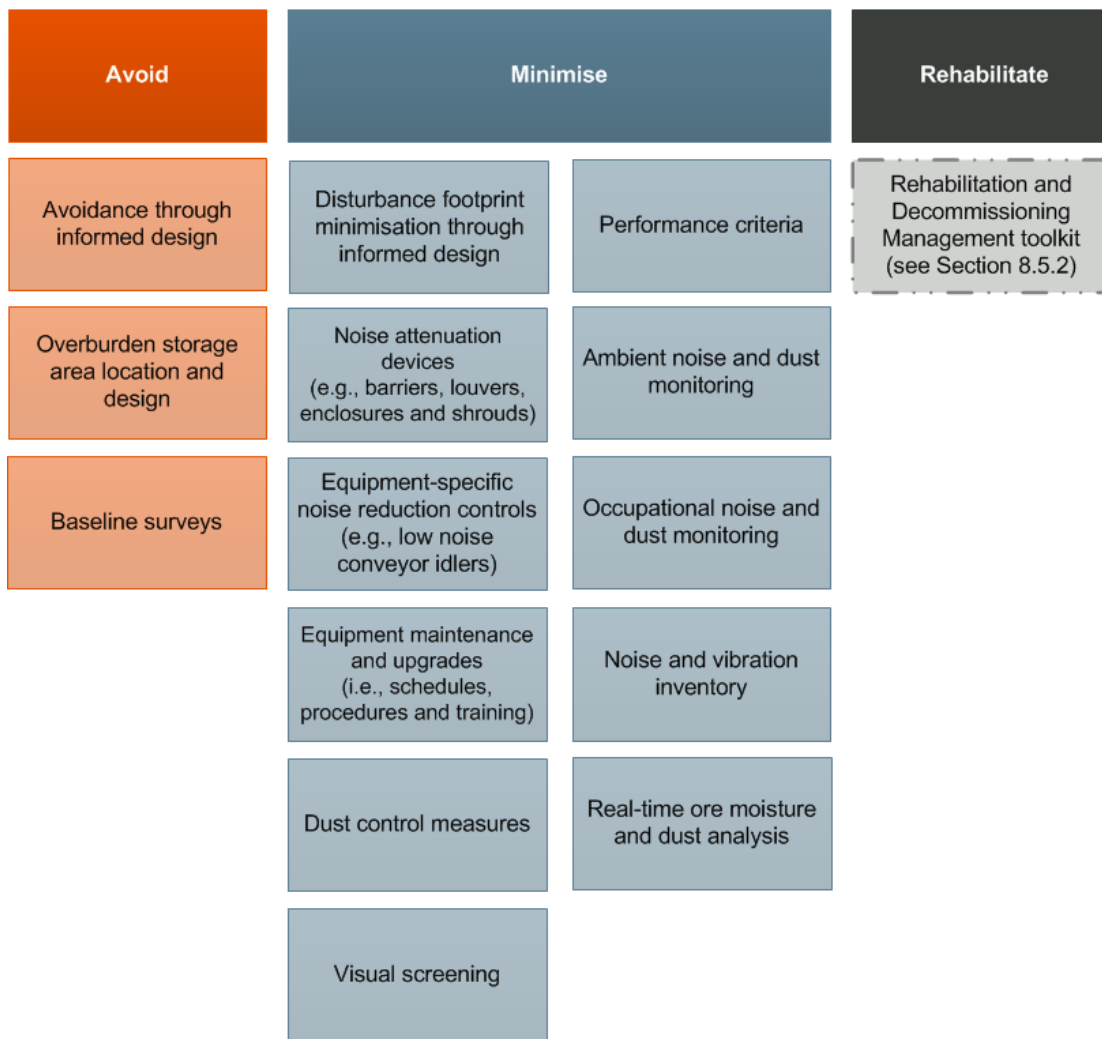 Avoid
Minimise
Rehabilitate
Avoidance through
informed design
Overburden storage
area location and
design
Baseline surveys
Disturbance footprint
minimisation through
informed design
Noise attenuation
devices
(e.g., barriers, louvers,
enclosures and shrouds)
Equipment-specific
noise reduction controls
(e.g., low noise
conveyor idlers)
Equipment maintenance
and upgrades
(i.e., schedules,
procedures and training)
Dust control measures
Visual screening
Performance criteria
Ambient noise and dust
monitoring
Occupational noise and
dust monitoring
Noise and vibration
inventory
Real-time ore moisture
and dust analysis
Rehabilitation and
Decommissioning
Management toolkit
(see Section 8.5.2)